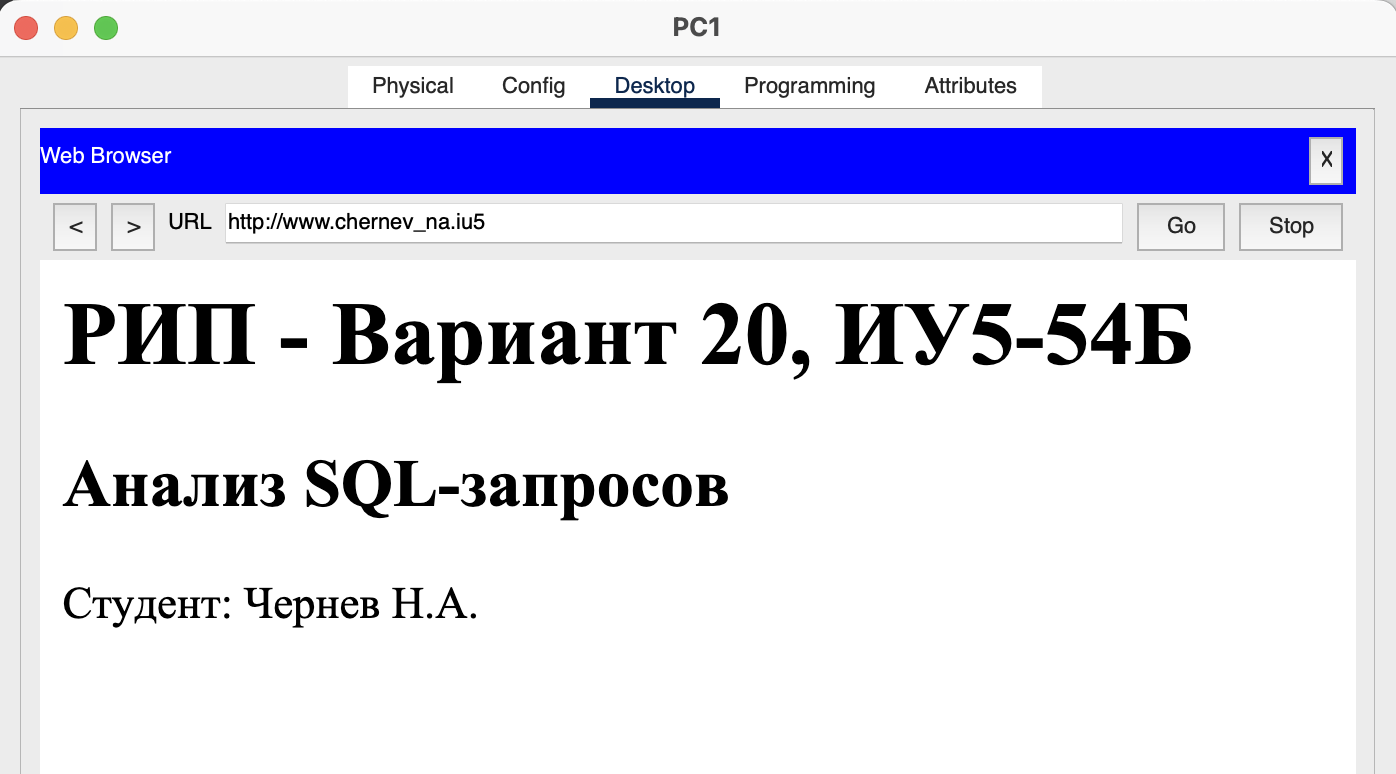 PC1
Physical Config Desktop Programming Attributes
Web Browser X
< > URL http://www.chernev_na.iu5 Go Stop
РИП - Вариант 20, ИУ5-54Б
Анализ SQL-запросов
Студент: Чернев Н.А.